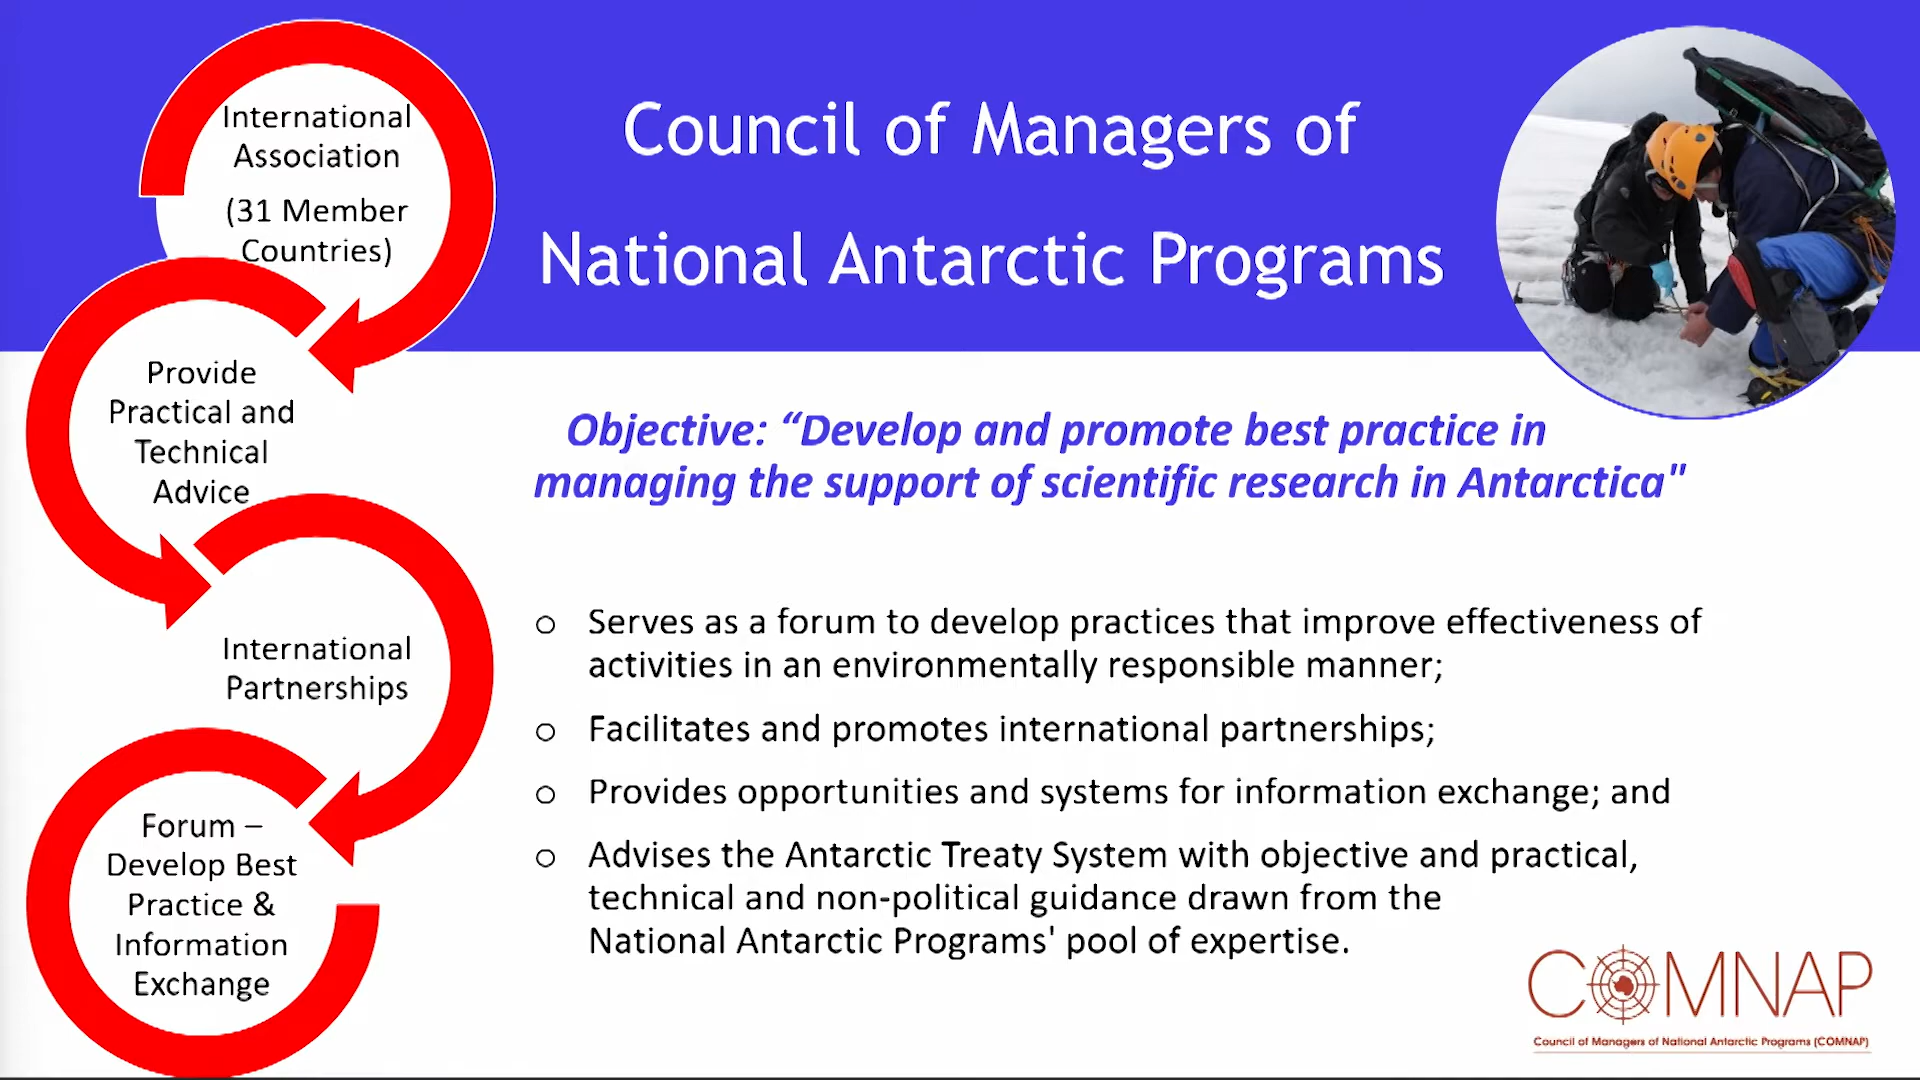 Council of Managers of
National Antarctic Programs
International
Association
(31 Member
Countries)
Provide
Practical and
Technical
Advice
International
Partnerships
Forum –
Develop Best
Practice &
Information
Exchange
Objective: “Develop and promote best practice in
managing the support of scientific research in Antarctica"
○ Serves as a forum to develop practices that improve effectiveness of
activities in an environmentally responsible manner;
○ Facilitates and promotes international partnerships;
○ Provides opportunities and systems for information exchange; and
○ Advises the Antarctic Treaty System with objective and practical,
technical and non-political guidance drawn from the
National Antarctic Programs' pool of expertise.
COMNAP
Council of Managers of National Antarctic Programs (COMNAP)